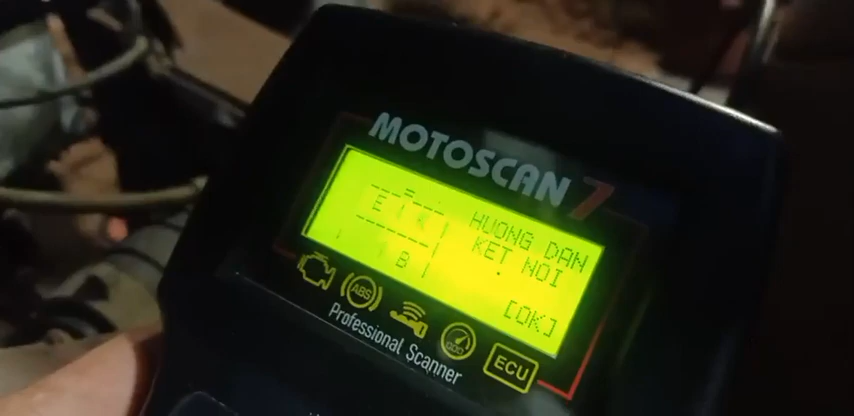 MOTOSCAN 7
HUONG DAN
KET NOI
[OK]
E
B
ABS
ECU
Professional Scanner